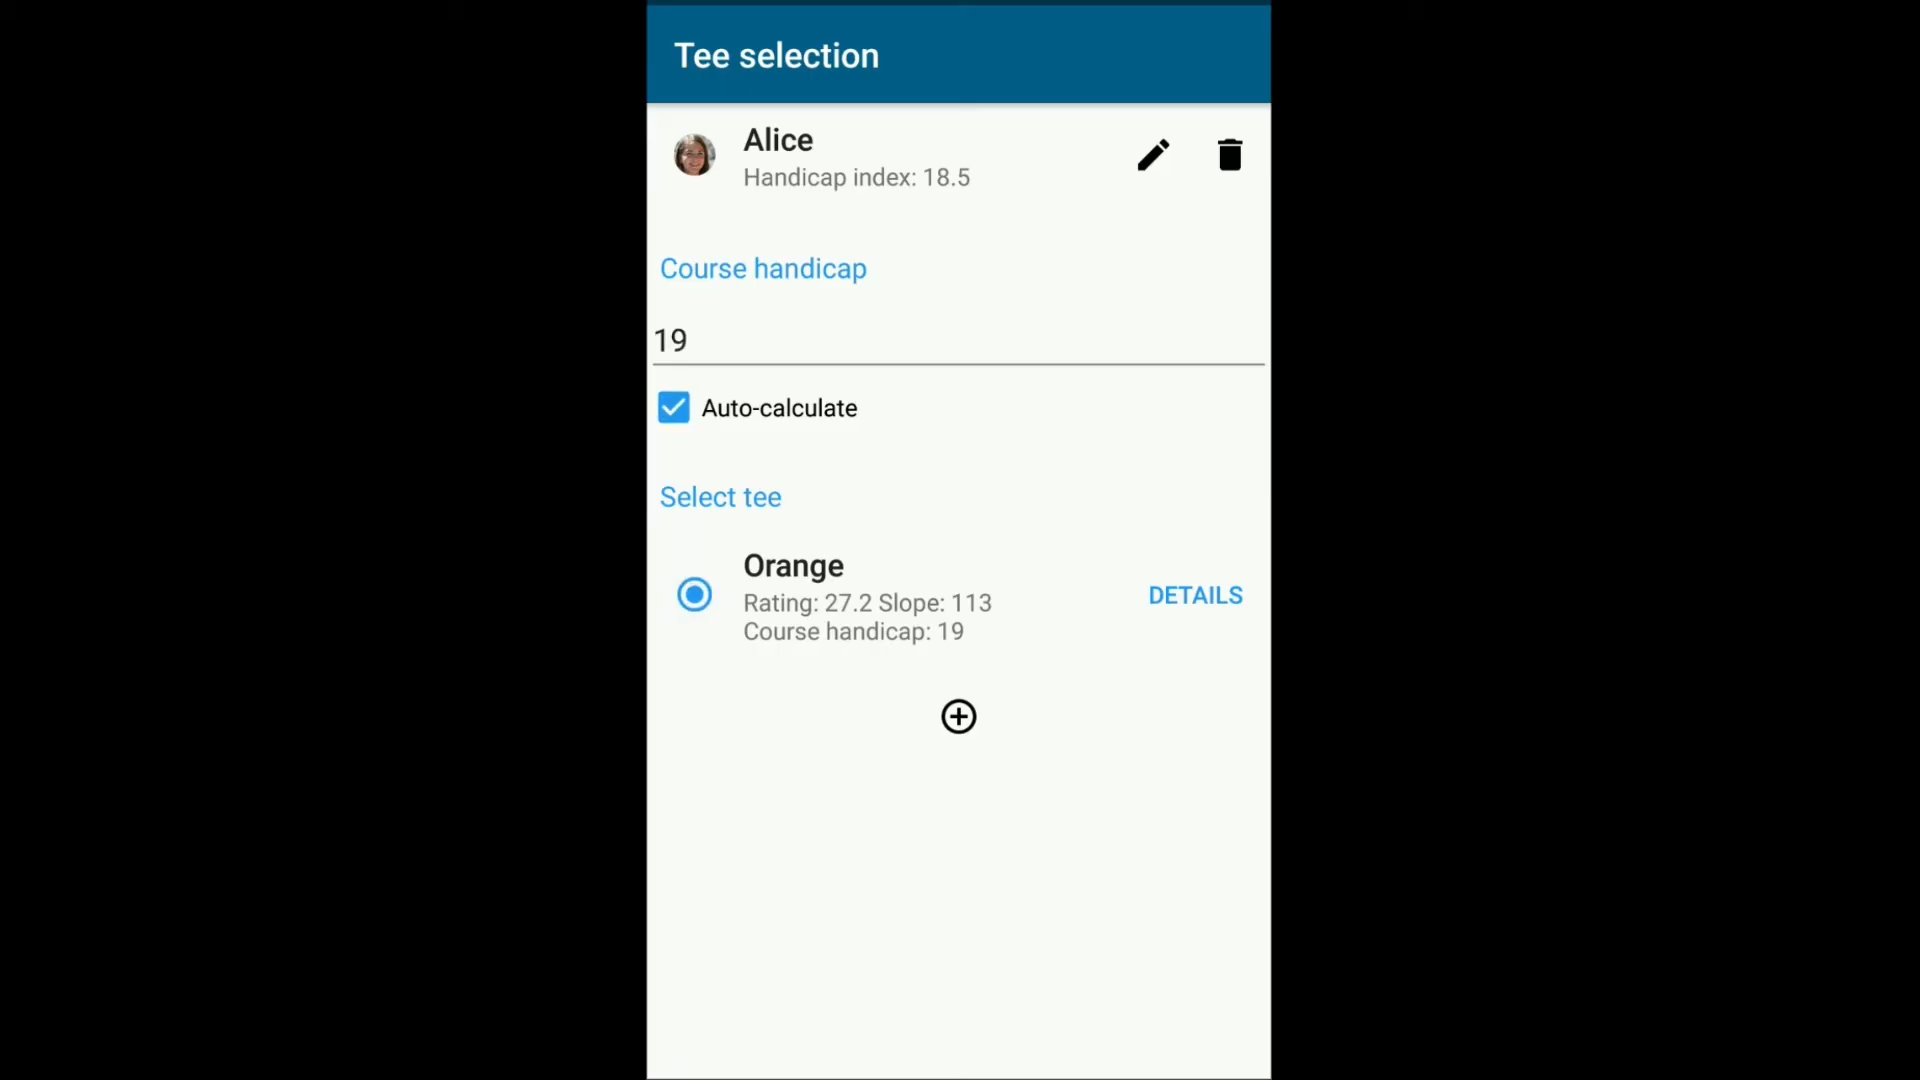 Tee selection
Alice
Handicap index: 18.5
Course handicap
19
Auto-calculate
Select tee
Orange
Rating: 27.2 Slope: 113
Course handicap: 19
DETAILS